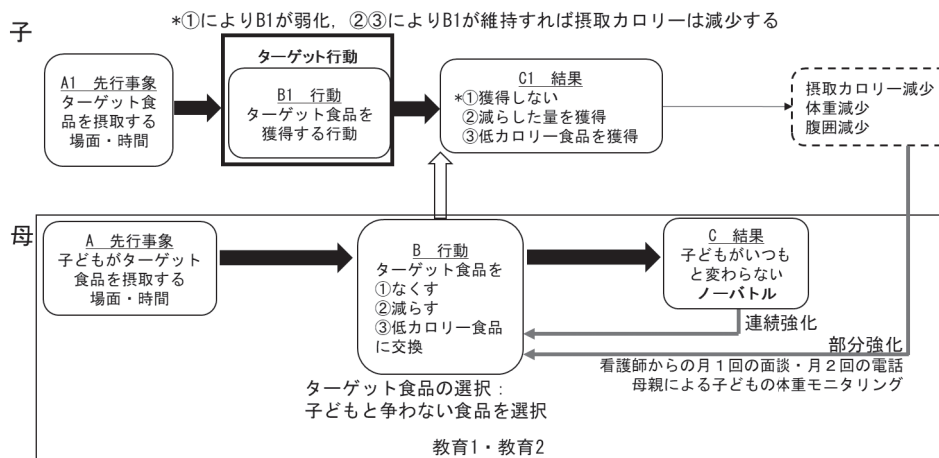 *①によりB1が弱化，②③によりB1が維持すれば摂取カロリーは減少する
子
A1　先行事象
ターゲット食
品を摂取する
場面・時間
ターゲット行動
B1　行動
ターゲット食品を
獲得する行動
C1　結果
*①獲得しない
②減らした量を獲得
③低カロリー食品を獲得
摂取カロリー減少
体重減少
腹囲減少
母
A　先行事象
子どもがターゲット
食品を摂取する
場面・時間
B　行動
ターゲット食品を
①なくす
②減らす
③低カロリー食品
に交換
C　結果
子どもがいつも
と変わらない
ノーバトル
連続強化
部分強化
看護師からの月１回の面談・月２回の電話
母親による子どもの体重モニタリング
ターゲット食品の選択：
子どもと争わない食品を選択
教育1・教育2